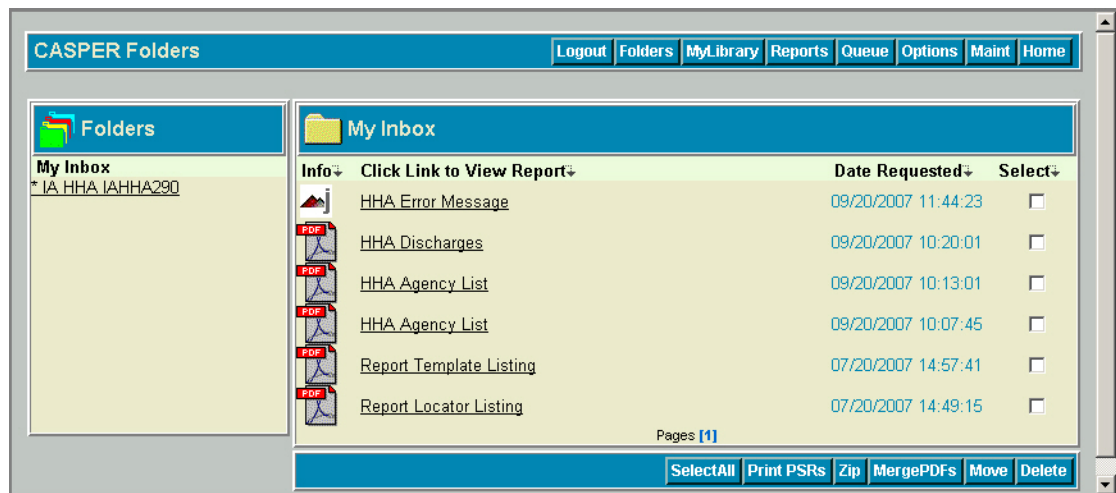 CASPER Folders
Logout Folders MyLibrary Reports Queue Options Maint Home
Folders
My Inbox
* IA HHA IAHHA290
My Inbox
Info Click Link to View Report Date Requested Select
j HHA Error Message 09/20/2007 11:44:23
PDF HHA Discharges 09/20/2007 10:20:01
PDF HHA Agency List 09/20/2007 10:13:01
PDF HHA Agency List 09/20/2007 10:07:45
PDF Report Template Listing 07/20/2007 14:57:41
PDF Report Locator Listing 07/20/2007 14:49:15
Pages [1]
SelectAll Print PSRs Zip MergePDFs Move Delete